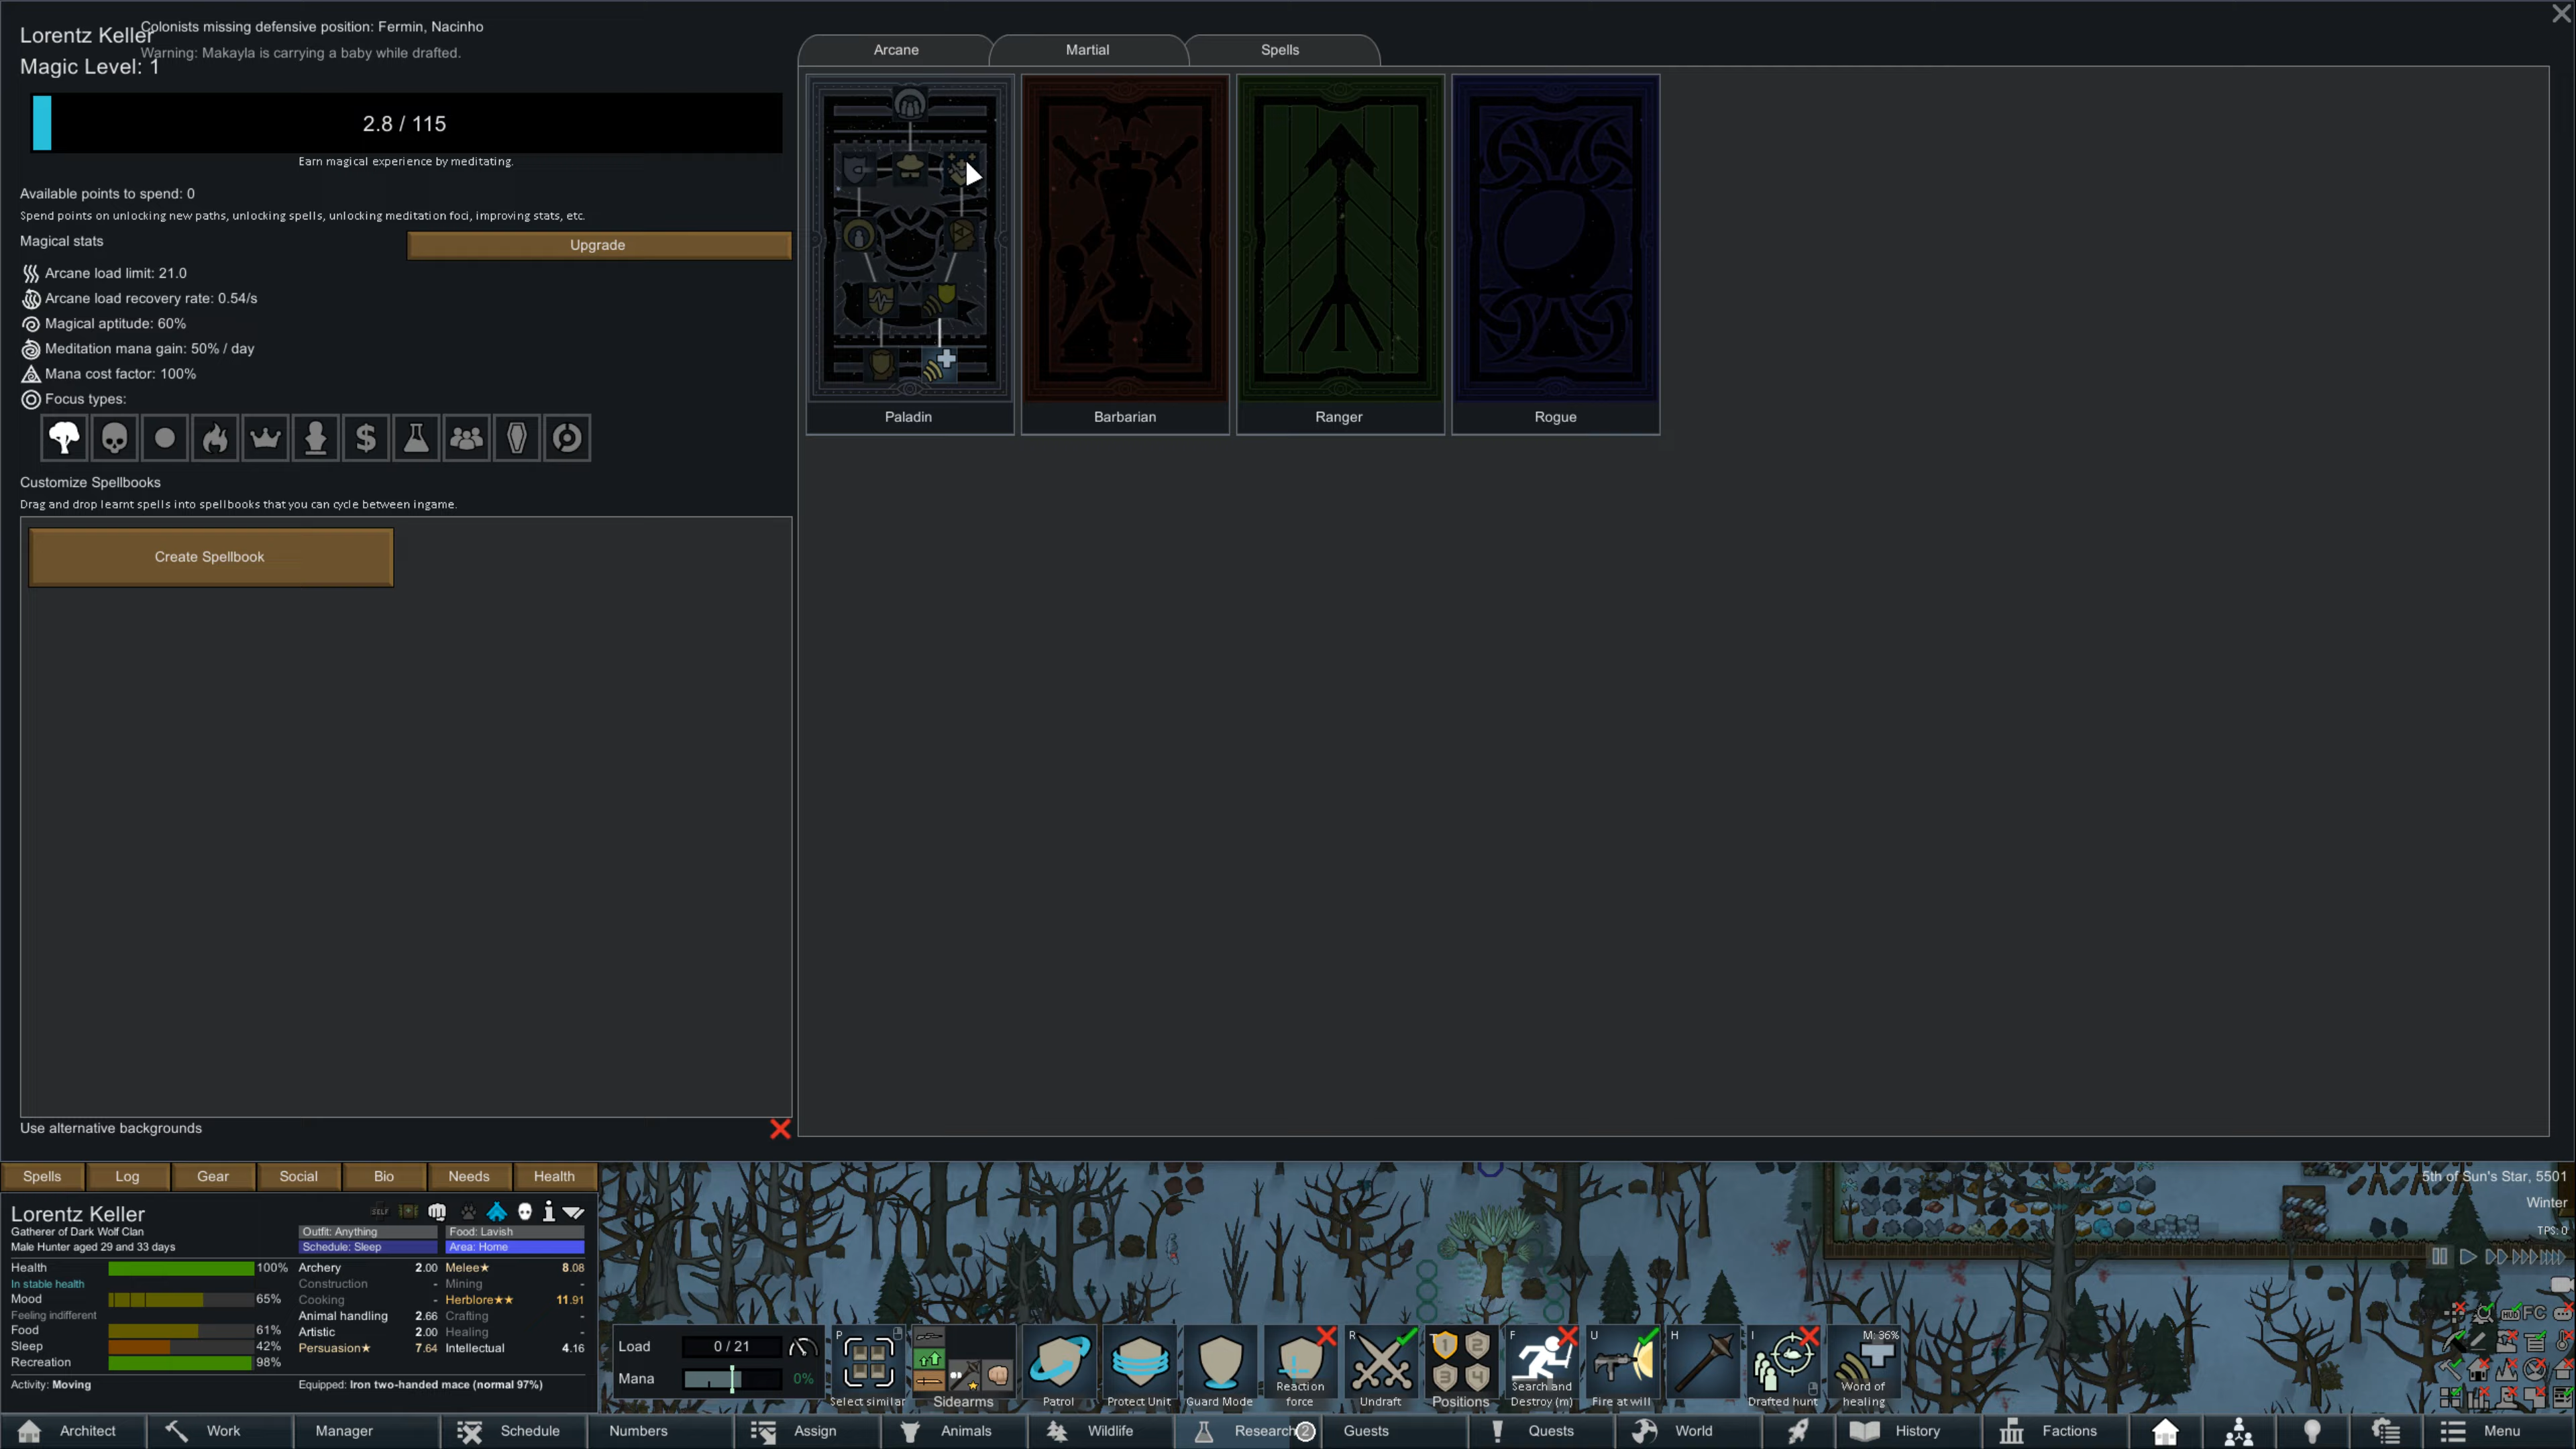 Lorentz Keller
Colonists missing defensive position: Fermin, Nacinho
Warning: Makayla is carrying a baby while drafted.
Magic Level: 1
2.8 / 115
Earn magical experience by meditating.
Available points to spend: 0
Spend points on unlocking new paths, unlocking spells, unlocking meditation foci, improving stats, etc.
Magical stats
Upgrade
Arcane load limit: 21.0
Arcane load recovery rate: 0.54/s
Magical aptitude: 60%
Meditation mana gain: 50% / day
Mana cost factor: 100%
Focus types:
Customize Spellbooks
Drag and drop learnt spells into spellbooks that you can cycle between ingame.
Create Spellbook
Use alternative backgrounds
Arcane Martial Spells
Paladin Barbarian Ranger Rogue
Spells Log Gear Social Bio Needs Health
Lorentz Keller
SELF
Gatherer of Dark Wolf Clan
Male Hunter aged 29 and 33 days
Outfit: Anything Food: Lavish
Schedule: Sleep Area: Home
Health 100%
In stable health
Mood 65%
Feeling indifferent
Food 61%
Sleep 42%
Recreation 98%
Activity: Moving
Archery 2.00 Melee★ 8.08
Construction - Mining -
Cooking - Herblore★★ 11.91
Animal handling 2.66 Crafting -
Artistic 2.00 Healing -
Persuasion★ 7.64 Intellectual 4.16
Equipped: Iron two-handed mace (normal 97%)
Load 0 / 21
Mana 0%
P
Select similar
Sidearms
Patrol
Protect Unit
Guard Mode
Reaction force
R
Undraft
1 2 3 4
Positions
F
Search and Destroy (m)
U
Fire at will
H
I
Drafted hunt
M: 36%
Word of healing
5th of Sun's Star, 5501
Winter
TPS: 0
FC
Architect Work Manager Schedule Numbers Assign Animals Wildlife Research 2 Guests Quests World History Factions Menu